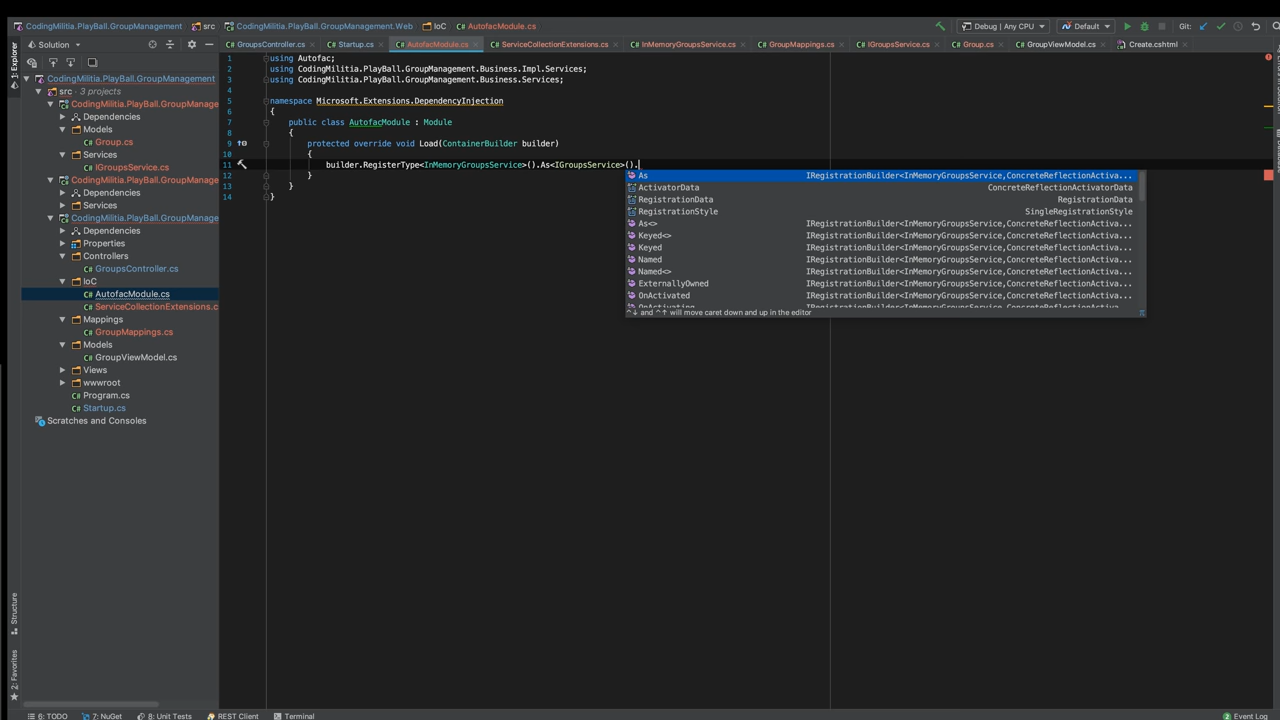 CodingMilitia.PlayBall.GroupManagement
src
CodingMilitia.PlayBall.GroupManagement.Web
IoC
AutofacModule.cs
Debug | Any CPU
Default
Git:
1: Explorer
Solution
GroupsController.cs
Startup.cs
AutofacModule.cs
ServiceCollectionExtensions.cs
InMemoryGroupsService.cs
GroupMappings.cs
IGroupsService.cs
Group.cs
GroupViewModel.cs
Create.cshtml
CodingMilitia.PlayBall.GroupManagement
src 3 projects
CodingMilitia.PlayBall.GroupManage
Dependencies
Models
Group.cs
Services
IGroupsService.cs
CodingMilitia.PlayBall.GroupManage
Dependencies
Services
CodingMilitia.PlayBall.GroupManage
Dependencies
Properties
Controllers
GroupsController.cs
IoC
AutofacModule.cs
ServiceCollectionExtensions.c
Mappings
GroupMappings.cs
Models
GroupViewModel.cs
Views
wwwroot
Program.cs
Startup.cs
Scratches and Consoles
1 using Autofac;
2 using CodingMilitia.PlayBall.GroupManagement.Business.Impl.Services;
3 using CodingMilitia.PlayBall.GroupManagement.Business.Services;
4
5 namespace Microsoft.Extensions.DependencyInjection
6 {
7 public class AutofacModule : Module
8 {
9 protected override void Load(ContainerBuilder builder)
10 {
11 builder.RegisterType<InMemoryGroupsService>().As<IGroupsService>().
12 }
13 }
14 }
As IRegistrationBuilder<InMemoryGroupsService,ConcreteReflectionActiva...
ActivatorData ConcreteReflectionActivatorData
RegistrationData RegistrationData
RegistrationStyle SingleRegistrationStyle
As<> IRegistrationBuilder<InMemoryGroupsService,ConcreteReflectionActiva...
Keyed<> IRegistrationBuilder<InMemoryGroupsService,ConcreteReflectionActiva...
Keyed IRegistrationBuilder<InMemoryGroupsService,ConcreteReflectionActiva...
Named IRegistrationBuilder<InMemoryGroupsService,ConcreteReflectionActiva...
Named<> IRegistrationBuilder<InMemoryGroupsService,ConcreteReflectionActiva...
ExternallyOwned IRegistrationBuilder<InMemoryGroupsService,ConcreteReflectionActiva...
OnActivated IRegistrationBuilder<InMemoryGroupsService,ConcreteReflectionActiva...
^↓ and ^↑ will move caret down and up in the editor π
Structure
2: Favorites
6: TODO
7: NuGet
8: Unit Tests
REST Client
Terminal
2 Event Log